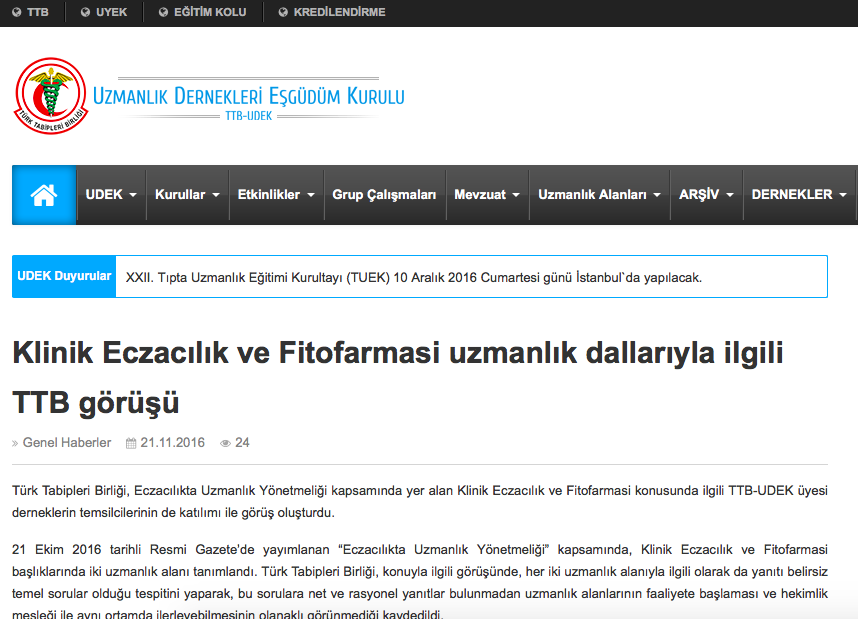 TTB UYEK EĞİTİM KOLU KREDİLENDİRME
TÜRK TABİPLERİ BİRLİĞİ
UZMANLIK DERNEKLERİ EŞGÜDÜM KURULU
TTB-UDEK
UDEK Kurullar Etkinlikler Grup Çalışmaları Mevzuat Uzmanlık Alanları ARŞİV DERNEKLER
UDEK Duyurular XXII. Tıpta Uzmanlık Eğitimi Kurultayı (TUEK) 10 Aralık 2016 Cumartesi günü İstanbul`da yapılacak.
Klinik Eczacılık ve Fitofarmasi uzmanlık dallarıyla ilgili
TTB görüşü
» Genel Haberler 21.11.2016 24
Türk Tabipleri Birliği, Eczacılıkta Uzmanlık Yönetmeliği kapsamında yer alan Klinik Eczacılık ve Fitofarmasi konusunda ilgili TTB-UDEK üyesi
derneklerin temsilcilerinin de katılımı ile görüş oluşturdu.
21 Ekim 2016 tarihli Resmi Gazete’de yayımlanan “Eczacılıkta Uzmanlık Yönetmeliği” kapsamında, Klinik Eczacılık ve Fitofarmasi
başlıklarında iki uzmanlık alanı tanımlandı. Türk Tabipleri Birliği, konuyla ilgili görüşünde, her iki uzmanlık alanıyla ilgili olarak da yanıtı belirsiz
temel sorular olduğu tespitini yaparak, bu sorulara net ve rasyonel yanıtlar bulunmadan uzmanlık alanlarının faaliyete başlaması ve hekimlik
mesleği ile aynı ortamda ilerleyebilmesinin olanaklı görünmediği kaydedildi.